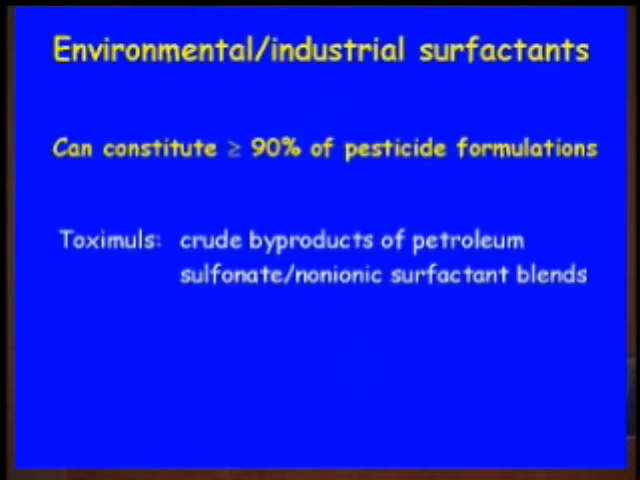 Environmental/industrial surfactants
Can constitute ≥ 90% of pesticide formulations
Toximuls: crude byproducts of petroleum
sulfonate/nonionic surfactant blends